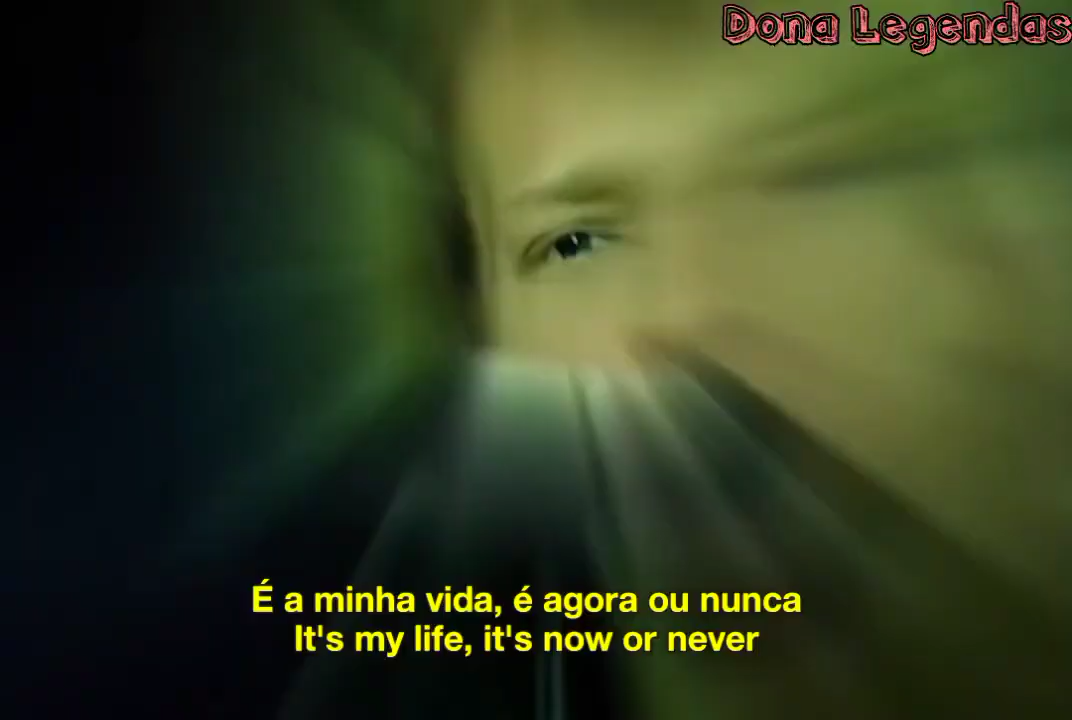 Dona Legendas
É a minha vida, é agora ou nunca
It's my life, it's now or never